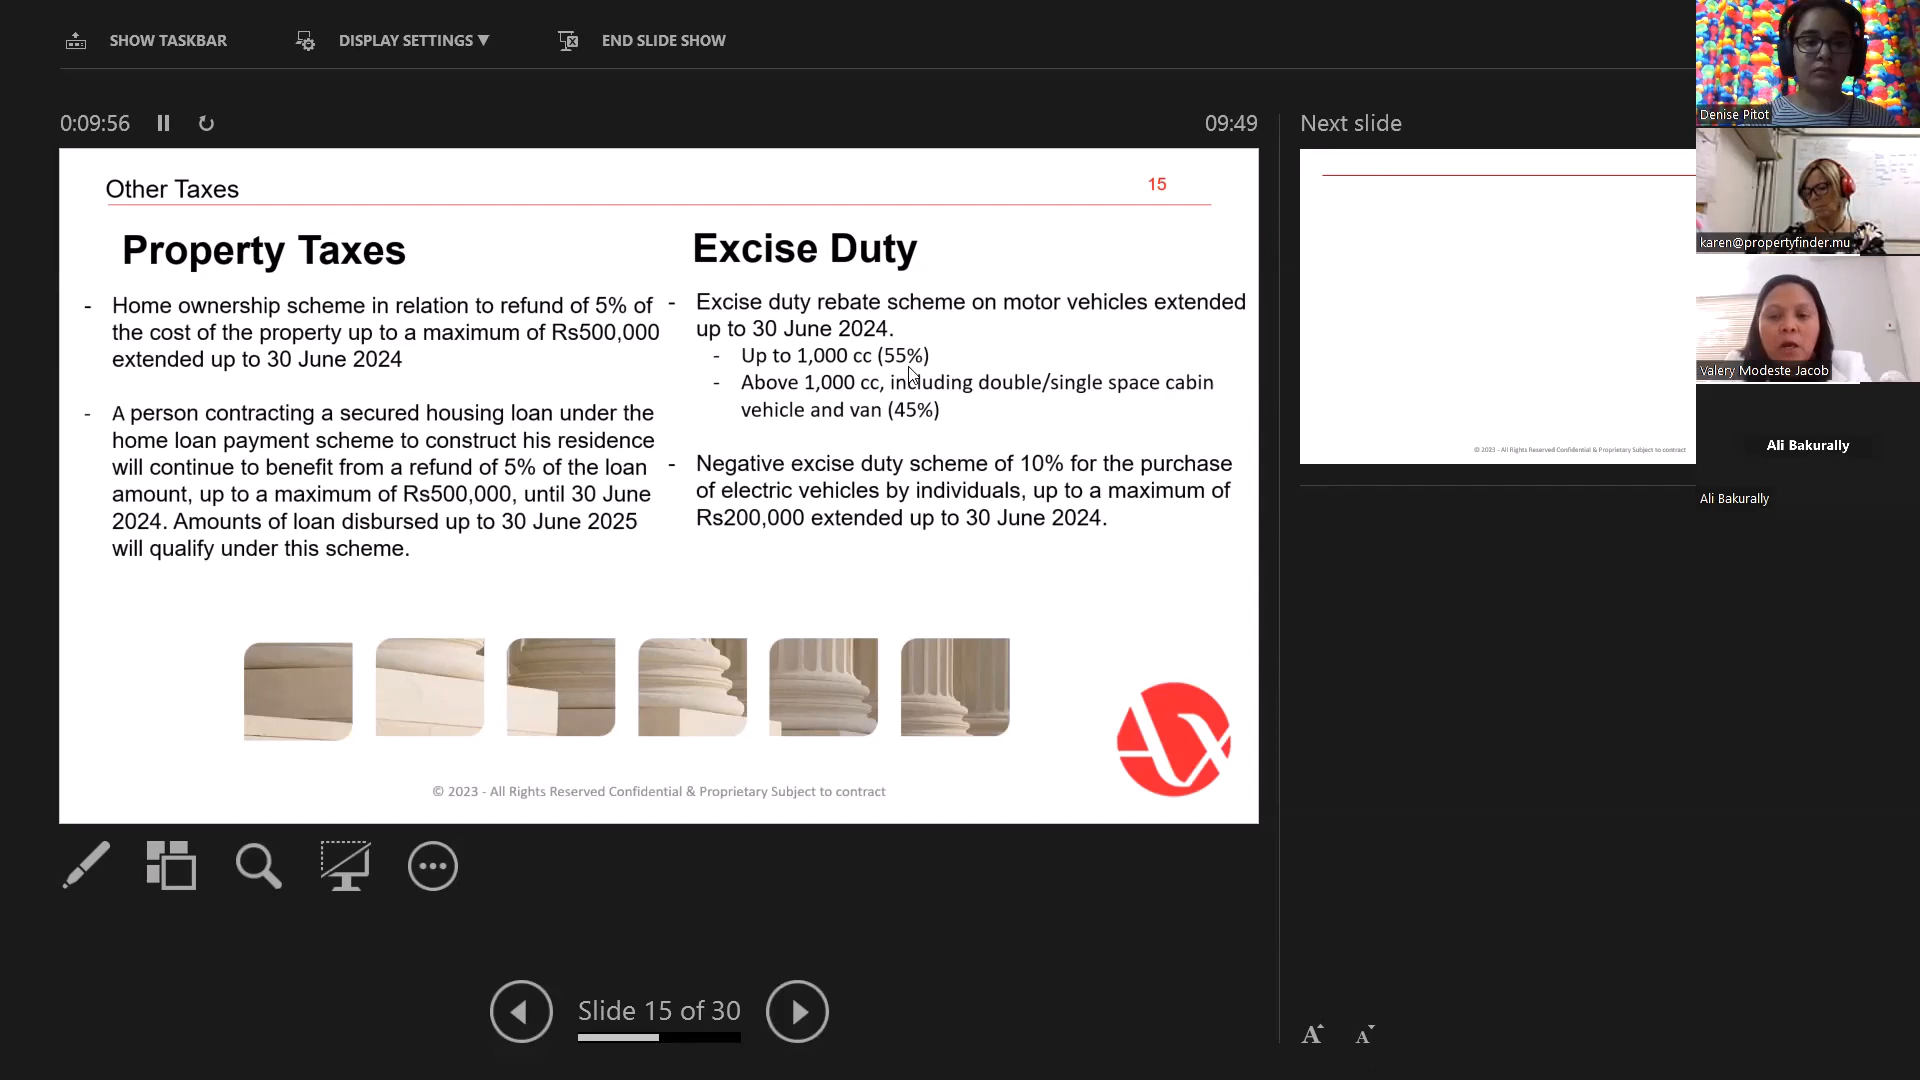 SHOW TASKBAR
DISPLAY SETTINGS ▼
END SLIDE SHOW
0:09:56
09:49
Next slide
Other Taxes
15
Property Taxes
- Home ownership scheme in relation to refund of 5% of
the cost of the property up to a maximum of Rs500,000
extended up to 30 June 2024
- A person contracting a secured housing loan under the
home loan payment scheme to construct his residence
will continue to benefit from a refund of 5% of the loan
amount, up to a maximum of Rs500,000, until 30 June
2024. Amounts of loan disbursed up to 30 June 2025
will qualify under this scheme.
Excise Duty
- Excise duty rebate scheme on motor vehicles extended
up to 30 June 2024.
- Up to 1,000 cc (55%)
- Above 1,000 cc, including double/single space cabin
vehicle and van (45%)
- Negative excise duty scheme of 10% for the purchase
of electric vehicles by individuals, up to a maximum of
Rs200,000 extended up to 30 June 2024.
© 2023 - All Rights Reserved Confidential & Proprietary Subject to contract
© 2023 - All Rights Reserved Confidential & Proprietary Subject to contract
Slide 15 of 30
A
A
Denise Pitot
karen@propertyfinder.mu
Valery Modeste Jacob
Ali Bakurally
Ali Bakurally